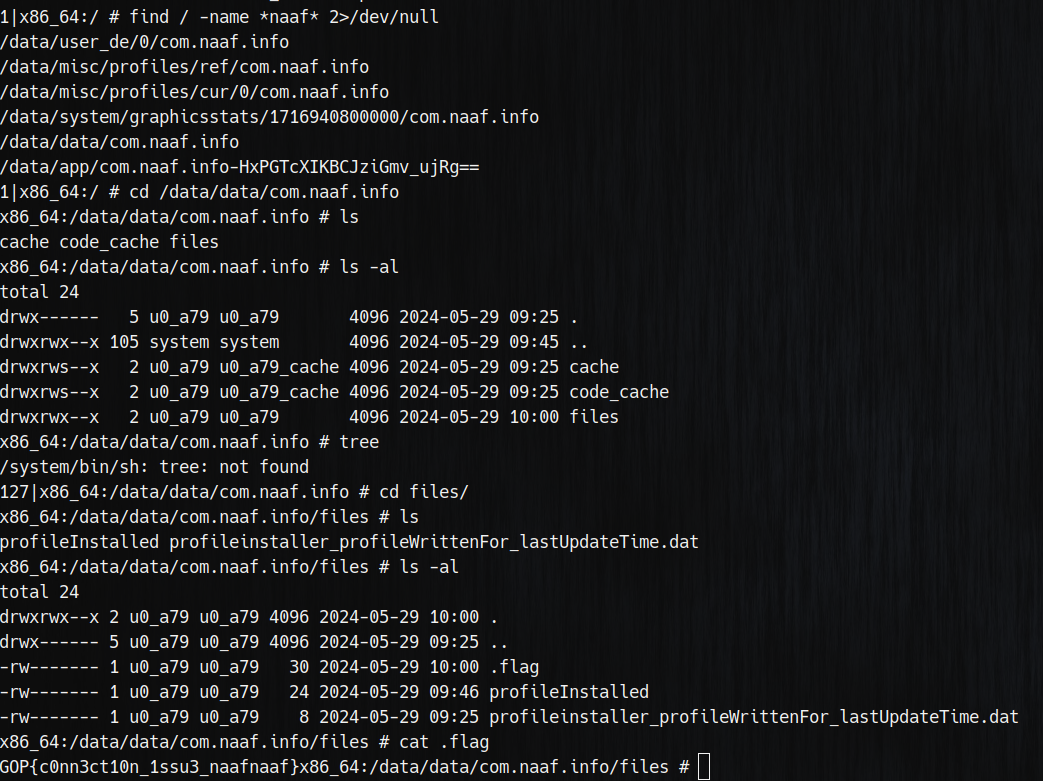 1|x86_64:/ # find / -name *naaf* 2>/dev/null
/data/user_de/0/com.naaf.info
/data/misc/profiles/ref/com.naaf.info
/data/misc/profiles/cur/0/com.naaf.info
/data/system/graphicsstats/1716940800000/com.naaf.info
/data/data/com.naaf.info
/data/app/com.naaf.info-HxPGTcXIKBCJziGmv_ujRg==
1|x86_64:/ # cd /data/data/com.naaf.info
x86_64:/data/data/com.naaf.info # ls
cache code_cache files
x86_64:/data/data/com.naaf.info # ls -al
total 24
drwx------   5 u0_a79 u0_a79       4096 2024-05-29 09:25 .
drwxrwx--x 105 system system       4096 2024-05-29 09:45 ..
drwxrws--x   2 u0_a79 u0_a79_cache 4096 2024-05-29 09:25 cache
drwxrws--x   2 u0_a79 u0_a79_cache 4096 2024-05-29 09:25 code_cache
drwxrwx--x   2 u0_a79 u0_a79       4096 2024-05-29 10:00 files
x86_64:/data/data/com.naaf.info # tree
/system/bin/sh: tree: not found
127|x86_64:/data/data/com.naaf.info # cd files/
x86_64:/data/data/com.naaf.info/files # ls
profileInstalled profileinstaller_profileWrittenFor_lastUpdateTime.dat
x86_64:/data/data/com.naaf.info/files # ls -al
total 24
drwxrwx--x 2 u0_a79 u0_a79 4096 2024-05-29 10:00 .
drwx------ 5 u0_a79 u0_a79 4096 2024-05-29 09:25 ..
-rw------- 1 u0_a79 u0_a79   30 2024-05-29 10:00 .flag
-rw------- 1 u0_a79 u0_a79   24 2024-05-29 09:46 profileInstalled
-rw------- 1 u0_a79 u0_a79    8 2024-05-29 09:25 profileinstaller_profileWrittenFor_lastUpdateTime.dat
x86_64:/data/data/com.naaf.info/files # cat .flag
GOP{c0nn3ct10n_1ssu3_naafnaaf}x86_64:/data/data/com.naaf.info/files #